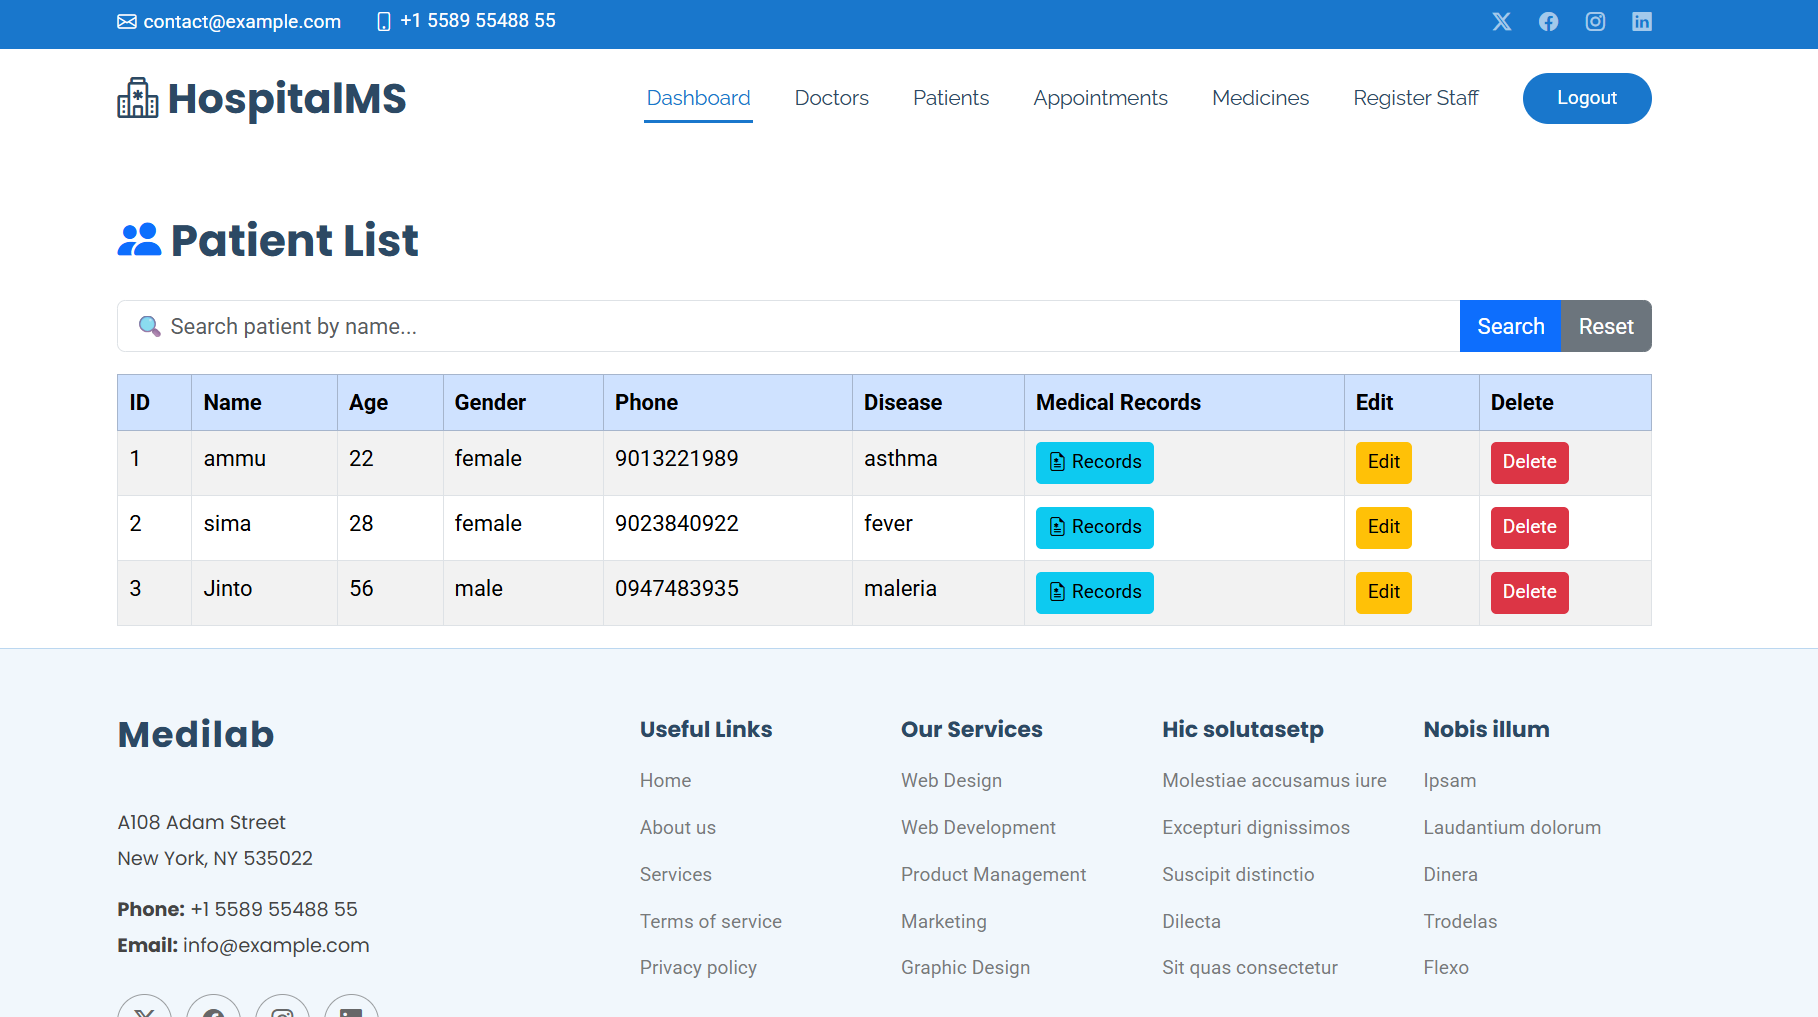 contact@example.com +1 5589 55488 55
HospitalMS Dashboard Doctors Patients Appointments Medicines Register Staff Logout
Patient List
Search patient by name... Search Reset
ID Name Age Gender Phone Disease Medical Records Edit Delete
1 ammu 22 female 9013221989 asthma Records Edit Delete
2 sima 28 female 9023840922 fever Records Edit Delete
3 Jinto 56 male 0947483935 maleria Records Edit Delete
Medilab
A108 Adam Street
New York, NY 535022
Phone: +1 5589 55488 55
Email: info@example.com
Useful Links
Home
About us
Services
Terms of service
Privacy policy
Our Services
Web Design
Web Development
Product Management
Marketing
Graphic Design
Hic solutasetp
Molestiae accusamus iure
Excepturi dignissimos
Suscipit distinctio
Dilecta
Sit quas consectetur
Nobis illum
Ipsam
Laudantium dolorum
Dinera
Trodelas
Flexo